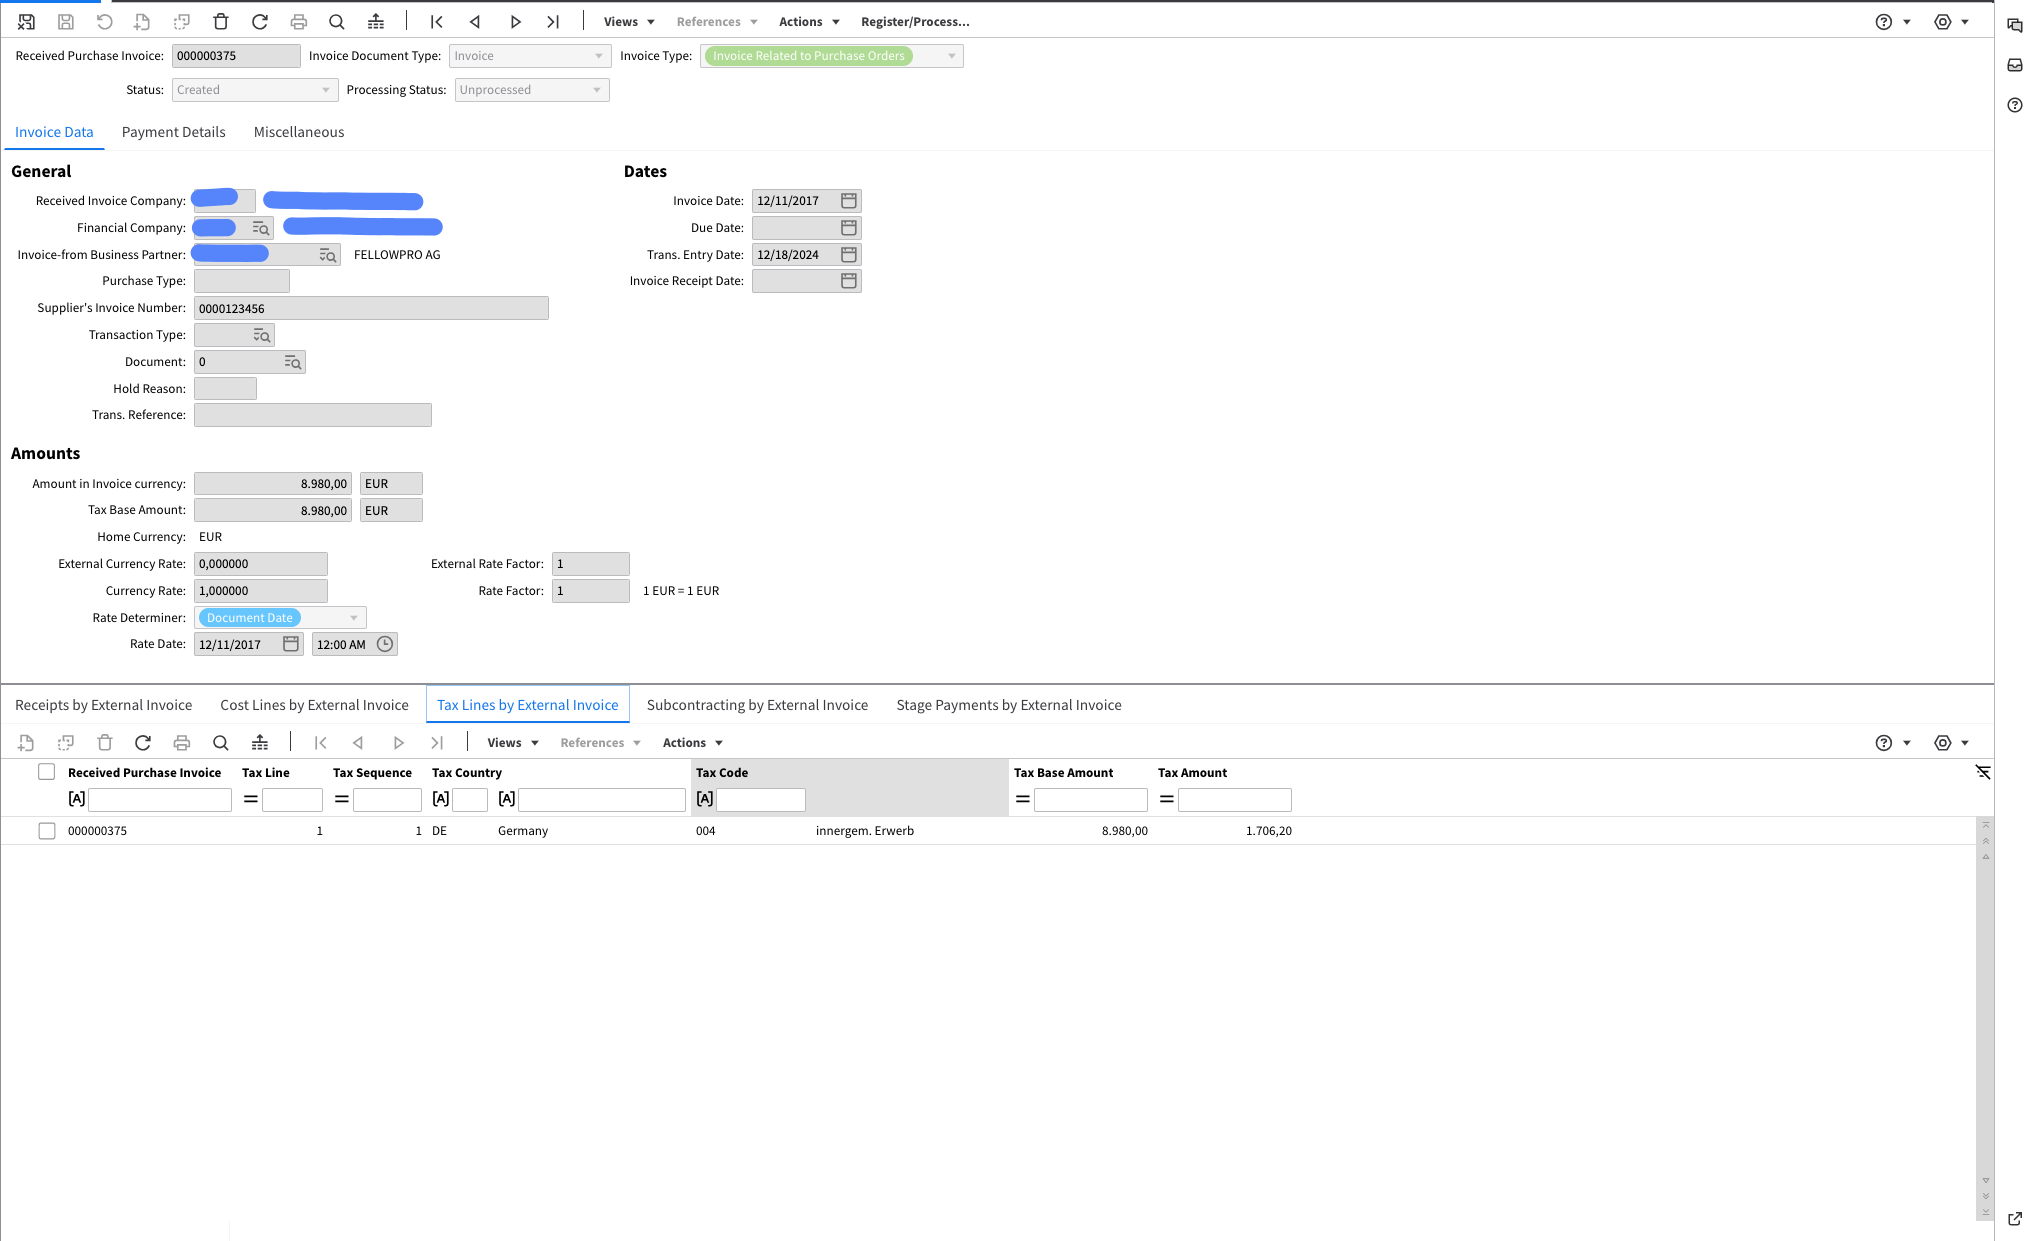 Views References Actions Register/Process...
Received Purchase Invoice: 000000375 Invoice Document Type: Invoice Invoice Type: Invoice Related to Purchase Orders
Status: Created Processing Status: Unprocessed
Invoice Data Payment Details Miscellaneous
General
Received Invoice Company:
Financial Company:
Invoice-from Business Partner: FELLOWPRO AG
Purchase Type:
Supplier's Invoice Number: 0000123456
Transaction Type:
Document: 0
Hold Reason:
Trans. Reference:
Dates
Invoice Date: 12/11/2017
Due Date:
Trans. Entry Date: 12/18/2024
Invoice Receipt Date:
Amounts
Amount in Invoice currency: 8.980,00 EUR
Tax Base Amount: 8.980,00 EUR
Home Currency: EUR
External Currency Rate: 0,000000 External Rate Factor: 1
Currency Rate: 1,000000 Rate Factor: 1 1 EUR = 1 EUR
Rate Determiner: Document Date
Rate Date: 12/11/2017 12:00 AM
Receipts by External Invoice Cost Lines by External Invoice Tax Lines by External Invoice Subcontracting by External Invoice Stage Payments by External Invoice
Views References Actions
Received Purchase Invoice Tax Line Tax Sequence Tax Country Tax Code Tax Base Amount Tax Amount
[A] = = [A] [A] [A] = =
000000375 1 1 DE Germany 004 innergem. Erwerb 8.980,00 1.706,20